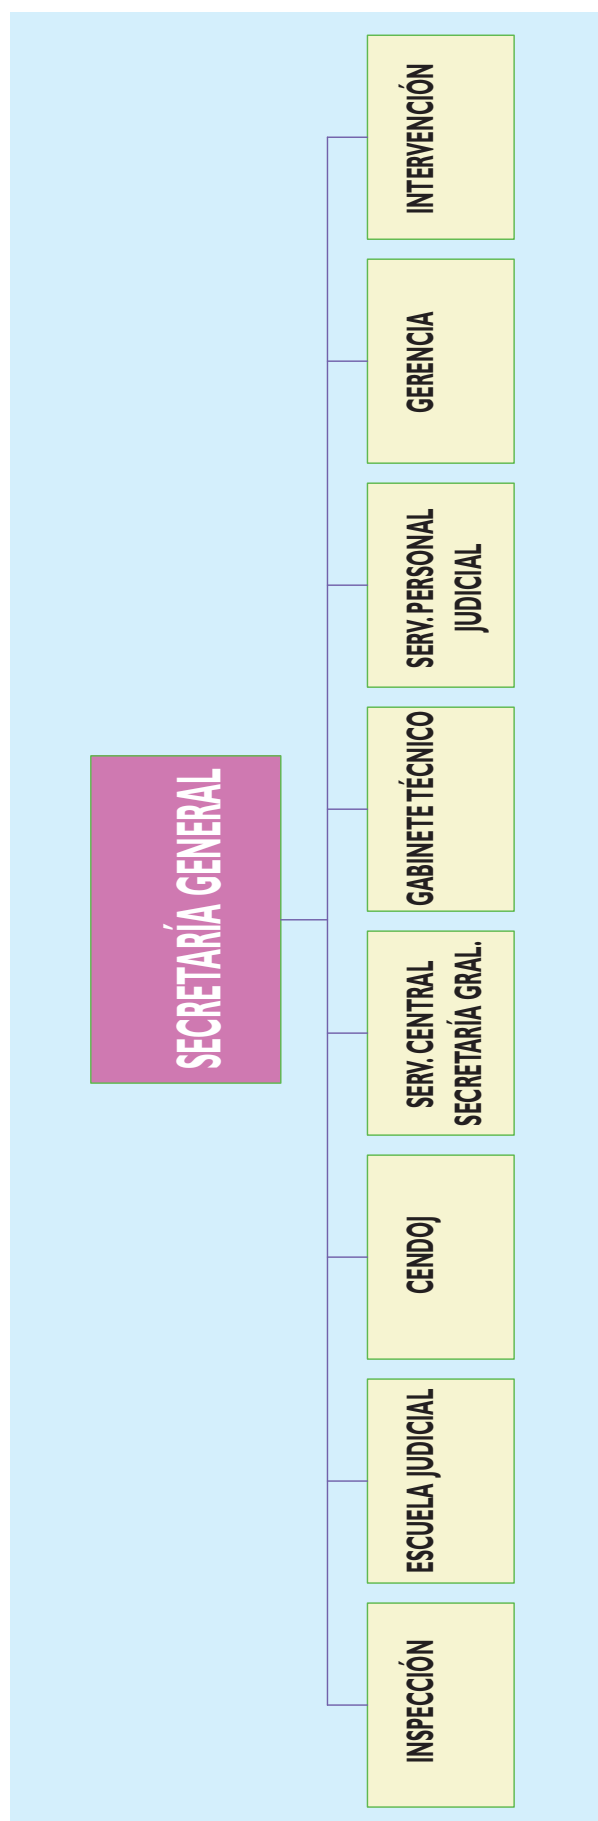 SECRETARÍA GENERAL
INSPECCIÓN
ESCUELA JUDICIAL
CENDOJ
SERV. CENTRAL
SECRETARÍA GRAL.
GABINETE TÉCNICO
SERV. PERSONAL
JUDICIAL
GERENCIA
INTERVENCIÓN